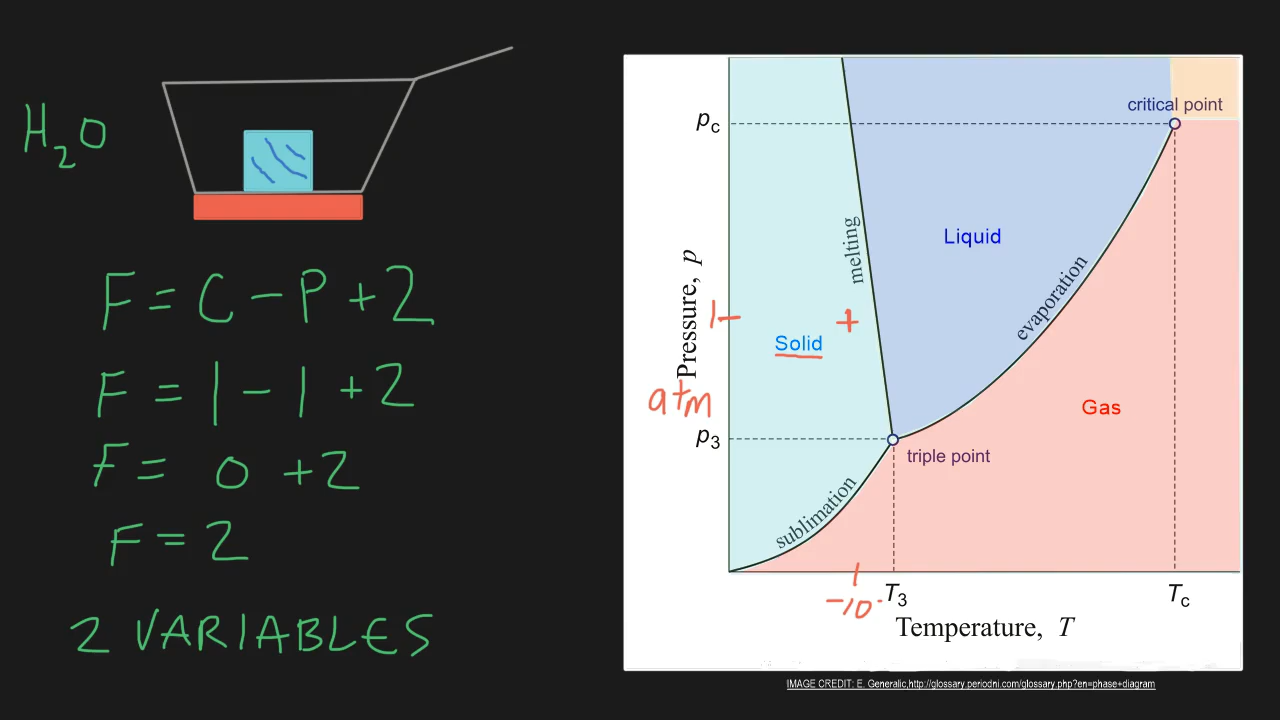 H₂O
F = C - P + 2
F = 1 - 1 + 2
F = 0 + 2
F = 2
2 VARIABLES
critical point
pc
Liquid
melting
evaporation
Pressure, p
1
Solid
atm
Gas
p3
triple point
sublimation
-10
T3
Tc
Temperature, T
IMAGE CREDIT: E. Generalic,http://glossary.periodni.com/glossary.php?en=phase+diagram